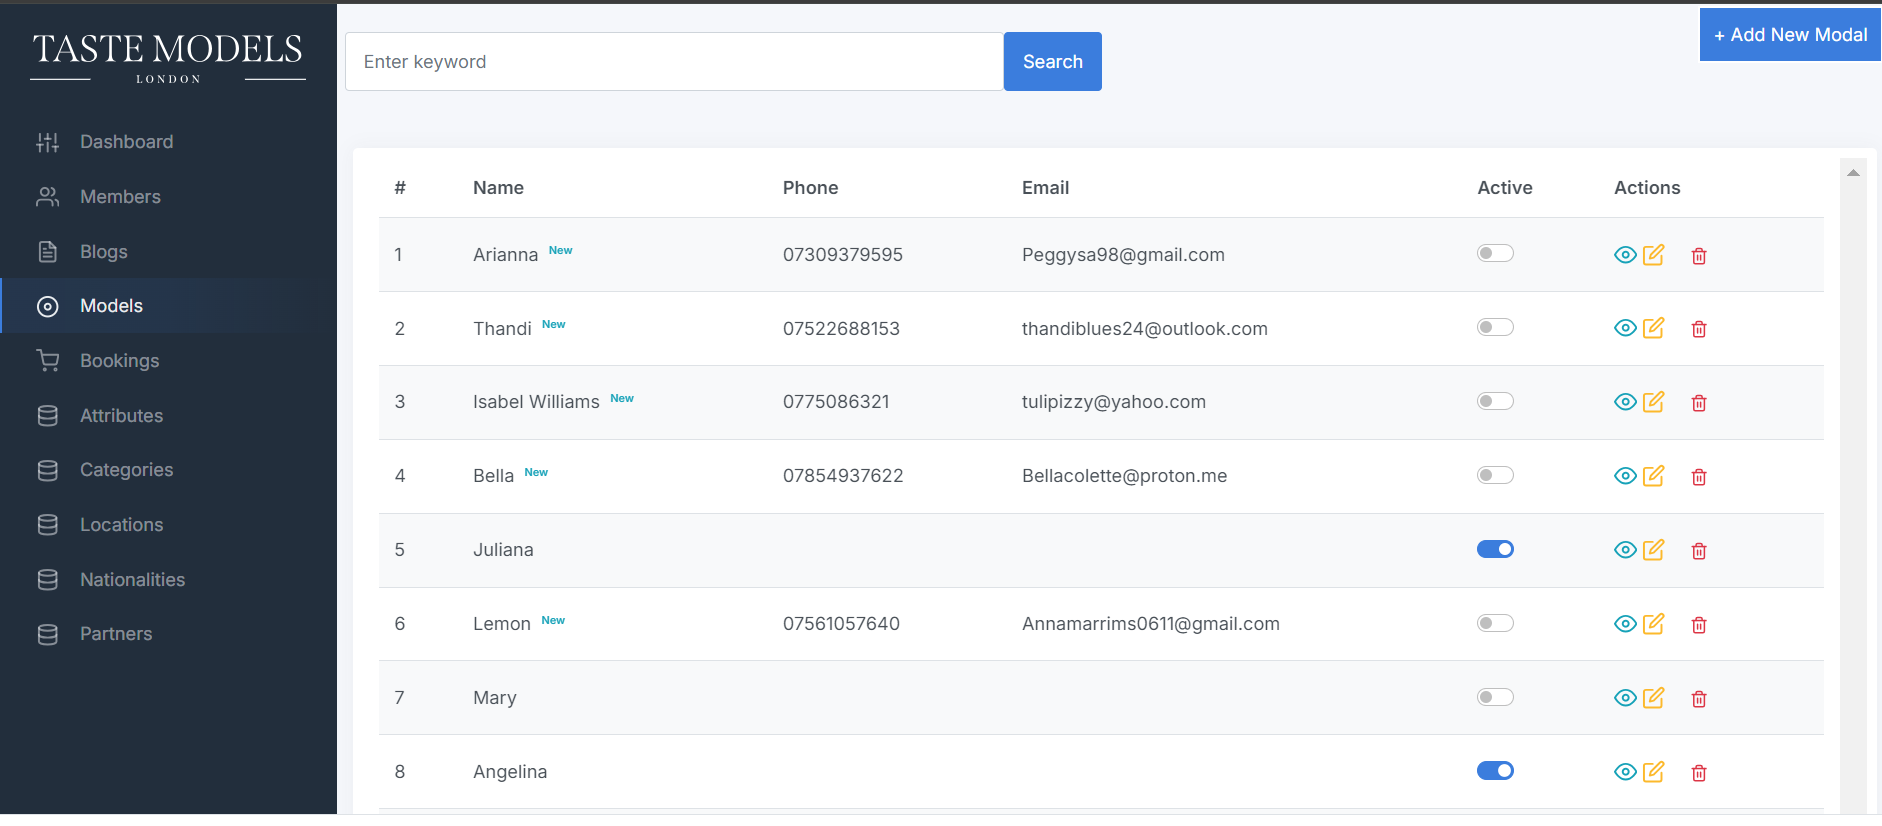 TASTE MODELS
LONDON
Dashboard
Members
Blogs
Models
Bookings
Attributes
Categories
Locations
Nationalities
Partners
Enter keyword Search
+ Add New Modal
# Name Phone Email Active Actions
1 Arianna New 07309379595 Peggysa98@gmail.com
2 Thandi New 07522688153 thandiblues24@outlook.com
3 Isabel Williams New 0775086321 tulipizzy@yahoo.com
4 Bella New 07854937622 Bellacolette@proton.me
5 Juliana
6 Lemon New 07561057640 Annamarrims0611@gmail.com
7 Mary
8 Angelina